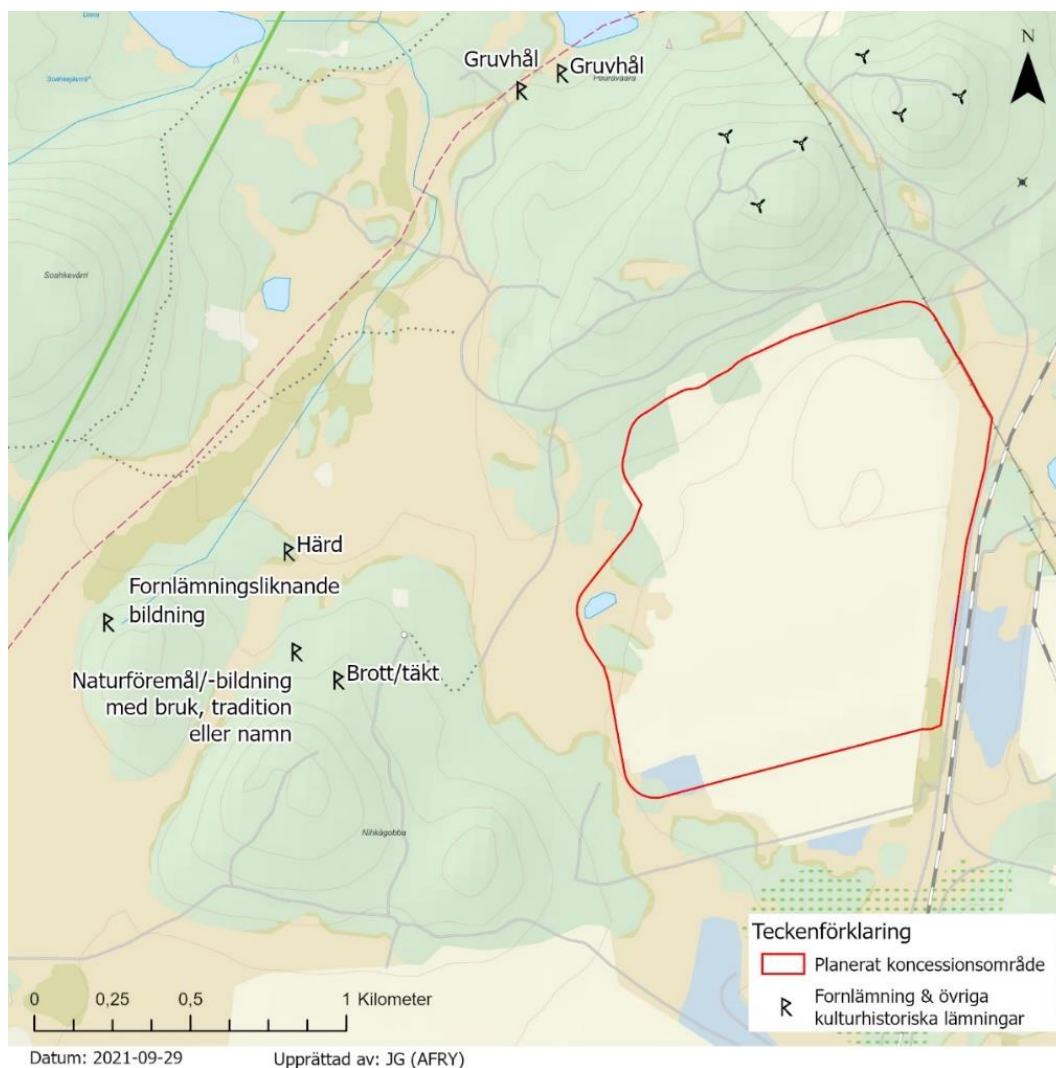 Gruvhål
Gruvhål
Peuravaara
N
Soahkevárri
Härd
Fornlämningsliknande
bildning
Naturföremål/-bildning
med bruk, tradition
eller namn
Brott/täkt
Nihkágobba
Teckenförklaring
Planerat koncessionsområde
R Fornlämning & övriga
kulturhistoriska lämningar
0 0,25 0,5 1 Kilometer
Datum: 2021-09-29 Upprättad av: JG (AFRY)